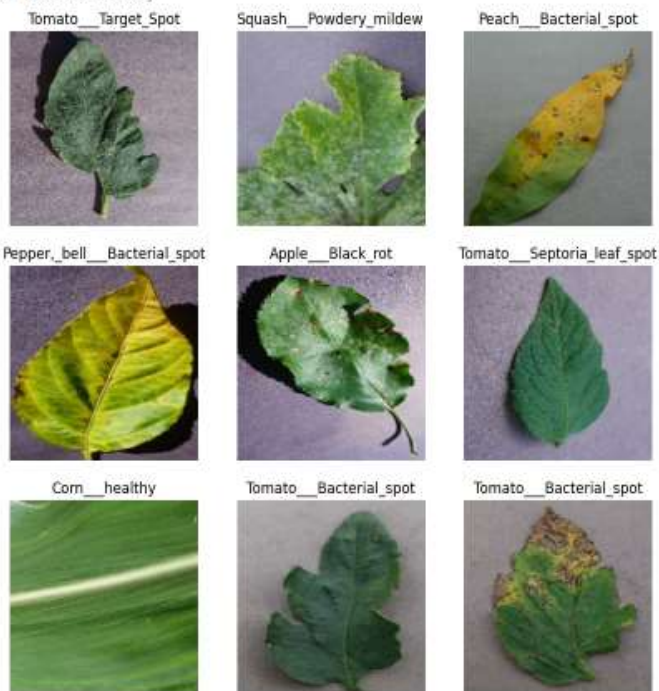 Tomato___Target_Spot
Squash___Powdery_mildew
Peach___Bacterial_spot
Pepper,_bell___Bacterial_spot
Apple___Black_rot
Tomato___Septoria_leaf_spot
Corn___healthy
Tomato___Bacterial_spot
Tomato___Bacterial_spot